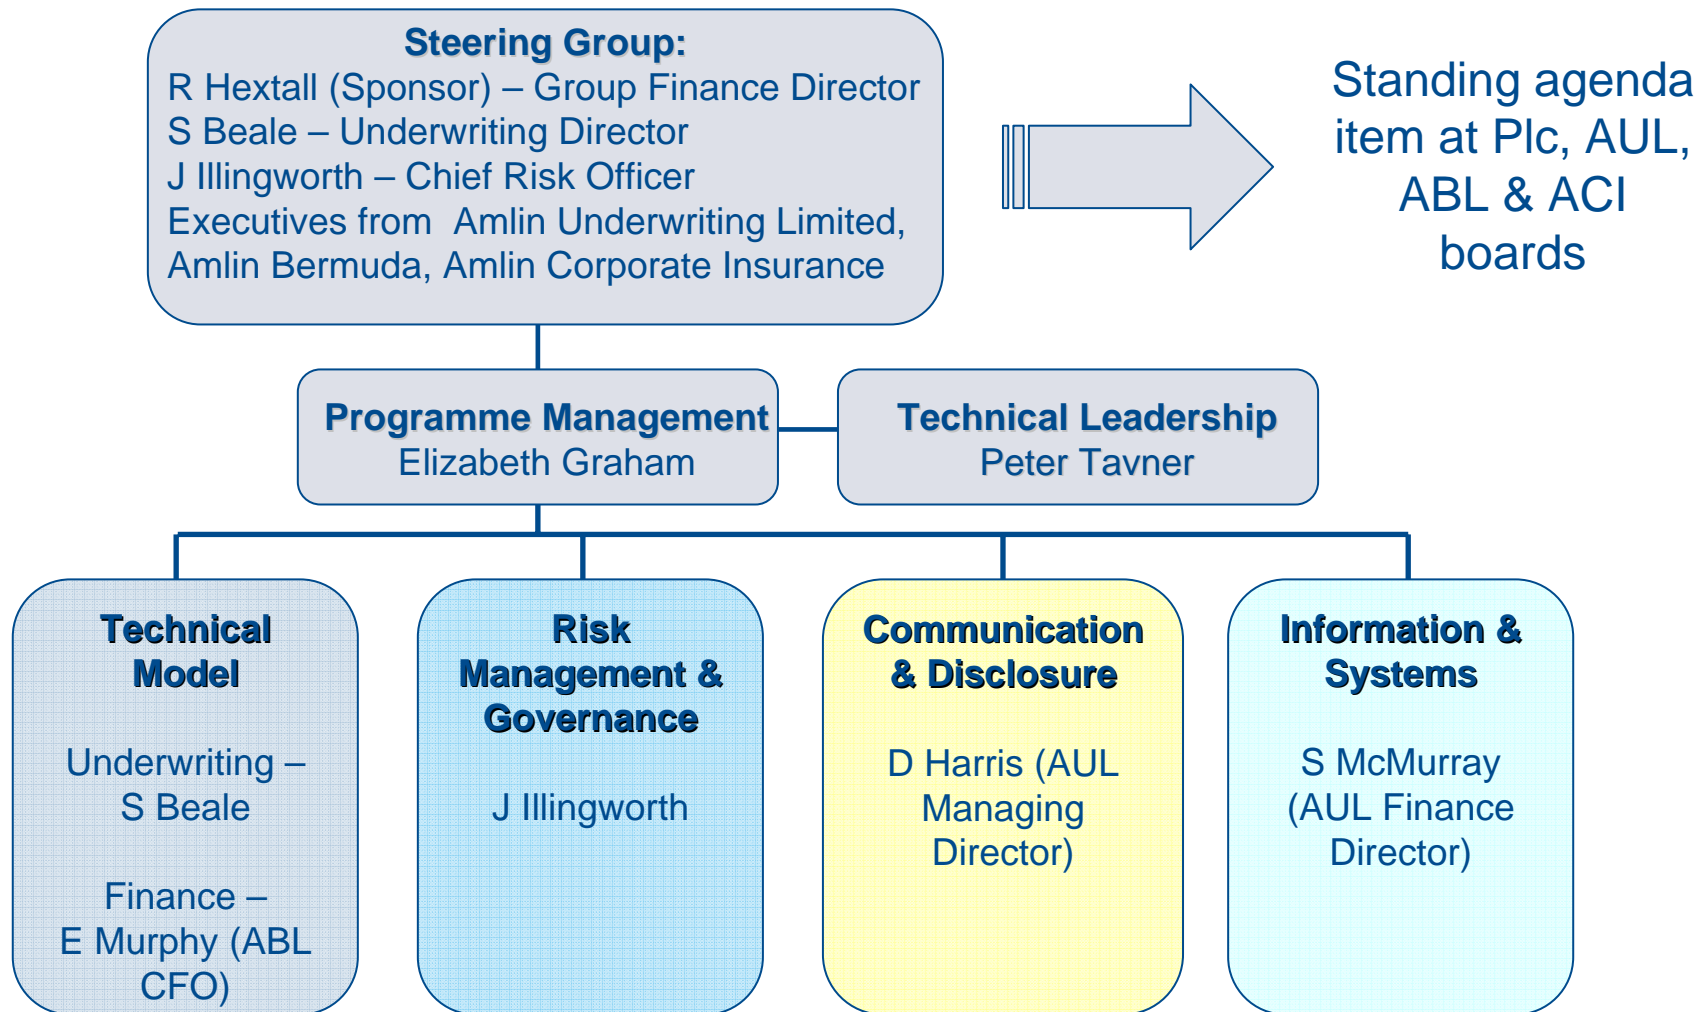 Steering Group:
R Hextall (Sponsor) – Group Finance Director
S Beale – Underwriting Director
J Illingworth – Chief Risk Officer
Executives from  Amlin Underwriting Limited,
Amlin Bermuda, Amlin Corporate Insurance
Standing agenda
item at Plc, AUL,
ABL & ACI
boards
Programme Management
Elizabeth Graham
Technical Leadership
Peter Tavner
Technical
Model
Underwriting –
S Beale
Finance –
E Murphy (ABL
CFO)
Risk
Management &
Governance
J Illingworth
Communication
& Disclosure
D Harris (AUL
Managing
Director)
Information &
Systems
S McMurray
(AUL Finance
Director)